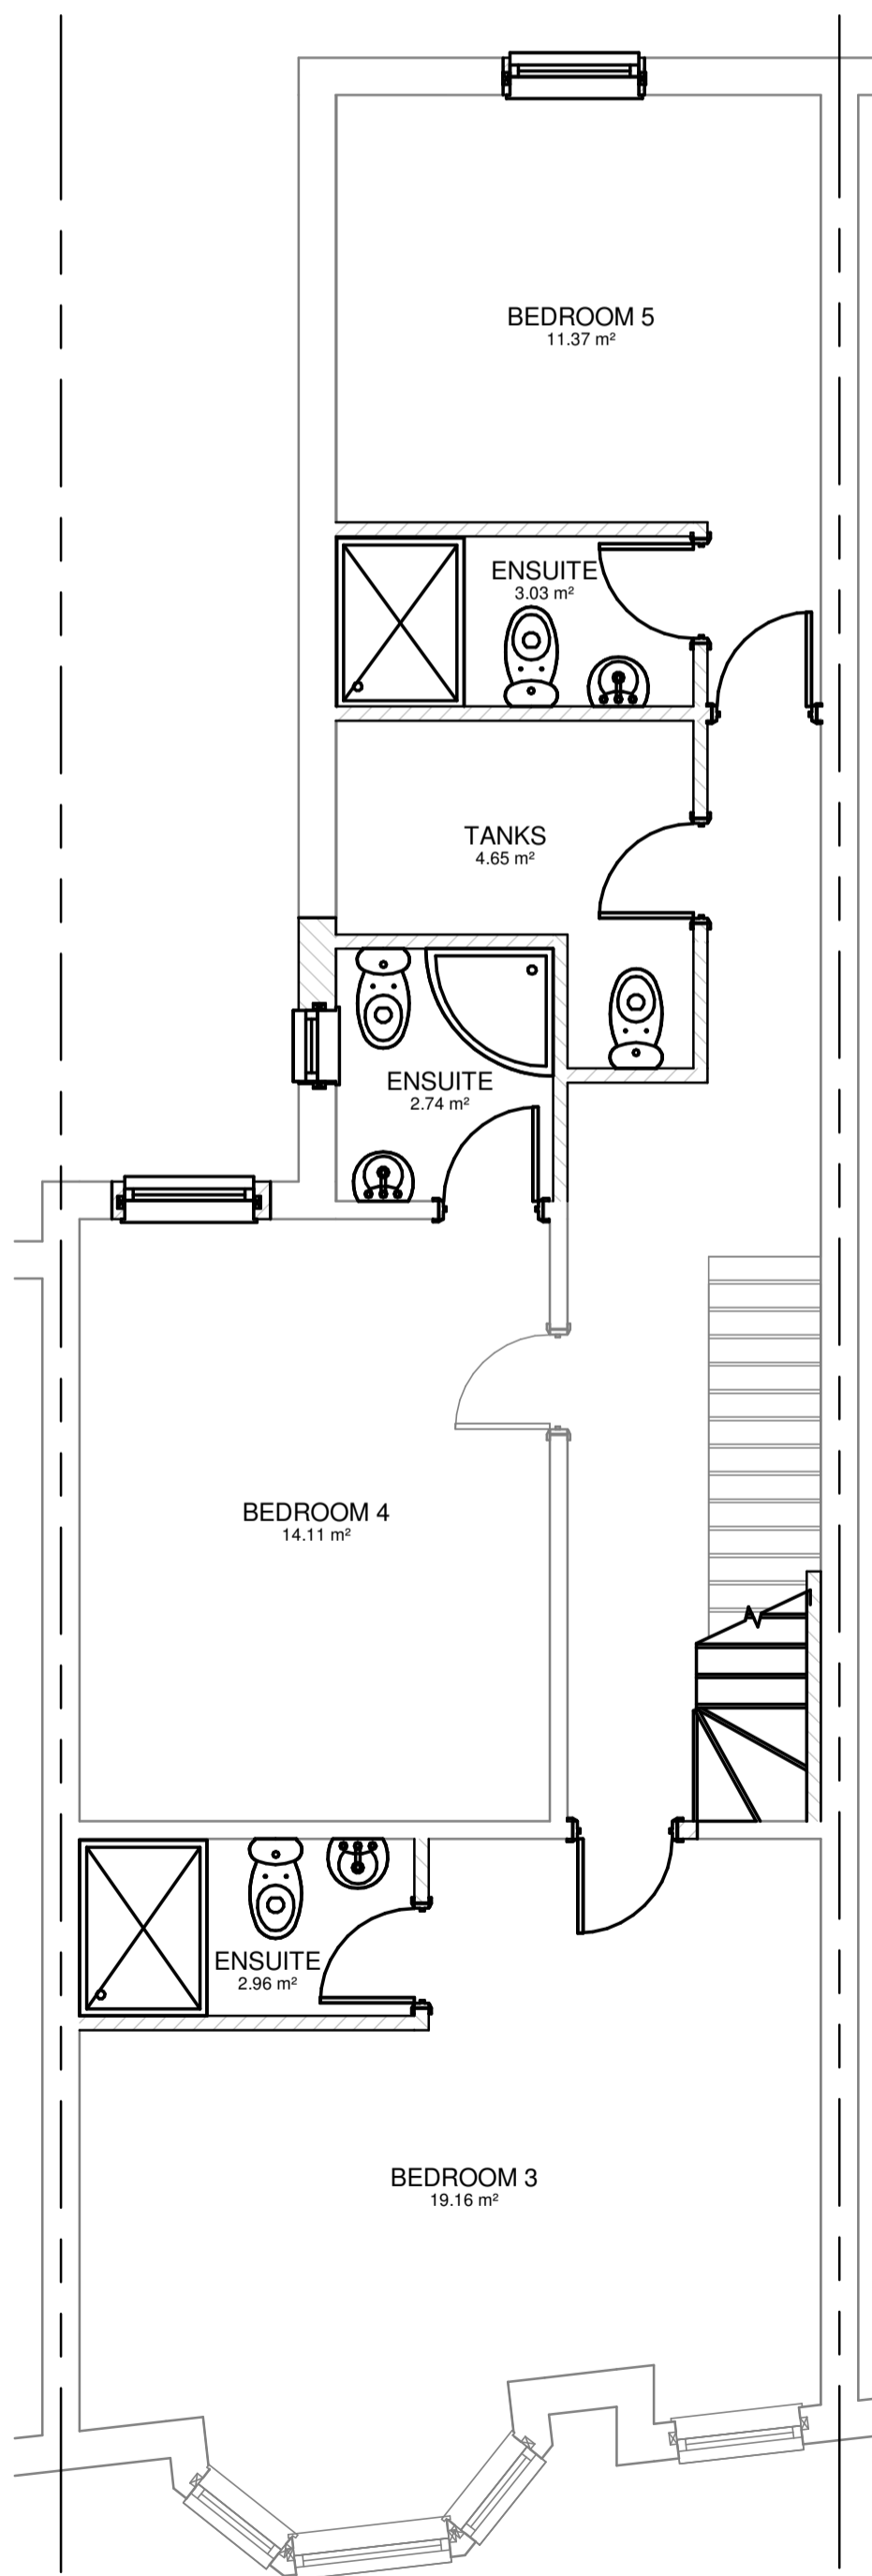 BEDROOM 5
11.37 m²
ENSUITE
3.03 m²
TANKS
4.65 m²
ENSUITE
2.74 m²
BEDROOM 4
14.11 m²
ENSUITE
2.96 m²
BEDROOM 3
19.16 m²